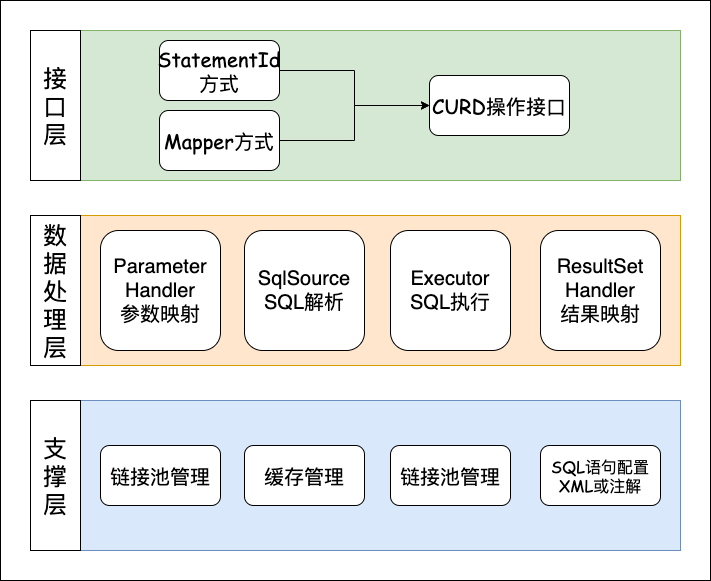 接口层
StatementId
方式
Mapper方式
CURD操作接口
数据处理层
Parameter
Handler
参数映射
SqlSource
SQL解析
Executor
SQL执行
ResultSet
Handler
结果映射
支撑层
链接池管理
缓存管理
链接池管理
SQL语句配置
XML或注解